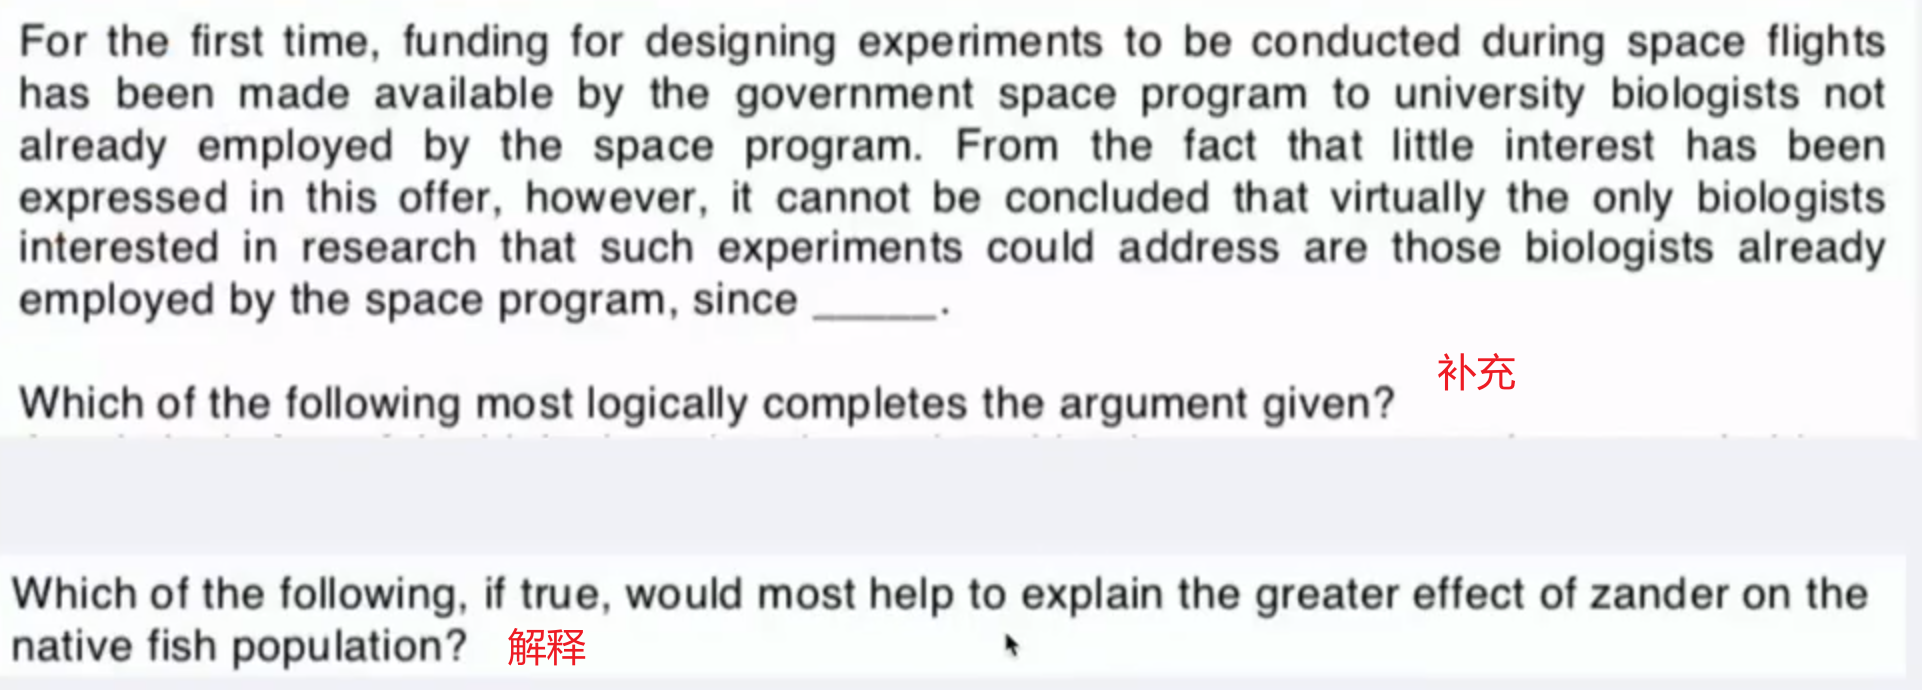 For the first time, funding for designing experiments to be conducted during space flights
has been made available by the government space program to university biologists not
already employed by the space program. From the fact that little interest has been
expressed in this offer, however, it cannot be concluded that virtually the only biologists
interested in research that such experiments could address are those biologists already
employed by the space program, since ______.
补充
Which of the following most logically completes the argument given?
Which of the following, if true, would most help to explain the greater effect of zander on the
native fish population? 解释